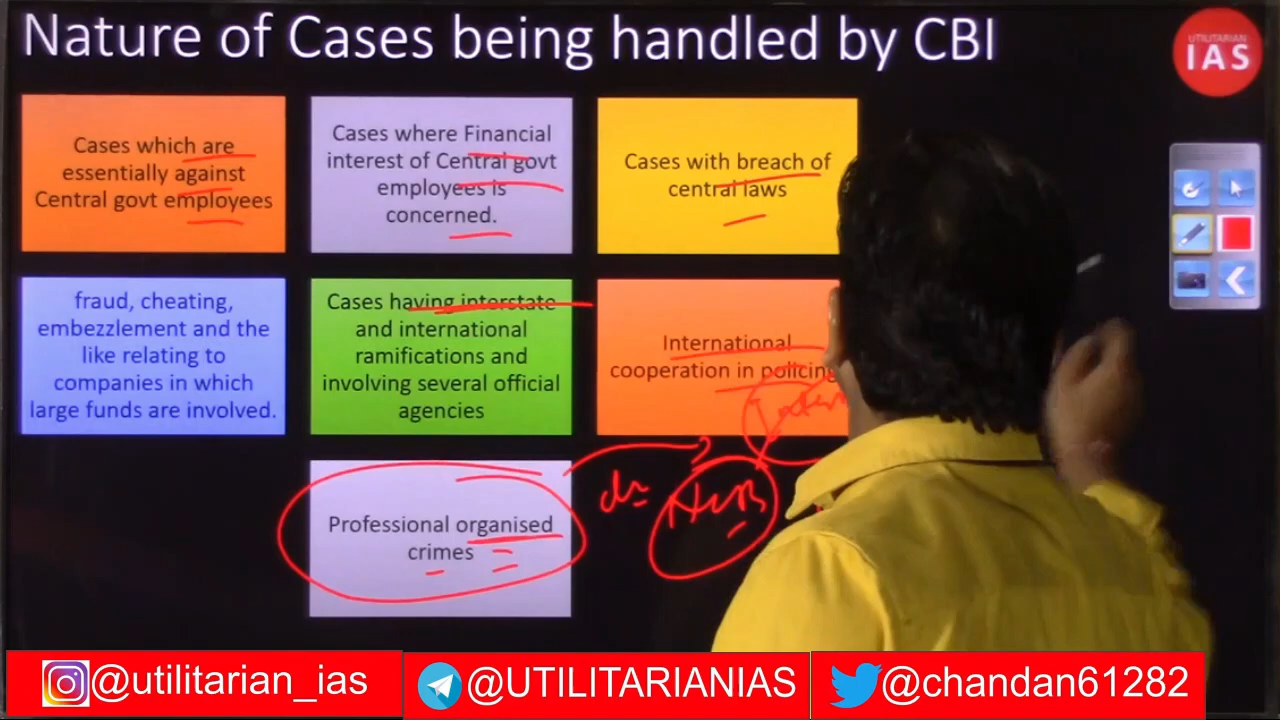 Nature of Cases being handled by CBI
UTILITARIAN
IAS
Cases which are
essentially against
Central govt employees
Cases where Financial
interest of Central govt
employees is
concerned.
Cases with breach of
central laws
fraud, cheating,
embezzlement and the
like relating to
companies in which
large funds are involved.
Cases having interstate
and international
ramifications and
involving several official
agencies
International
cooperation in policing
Professional organised
crimes
@utilitarian_ias
@UTILITARIANIAS
@chandan61282